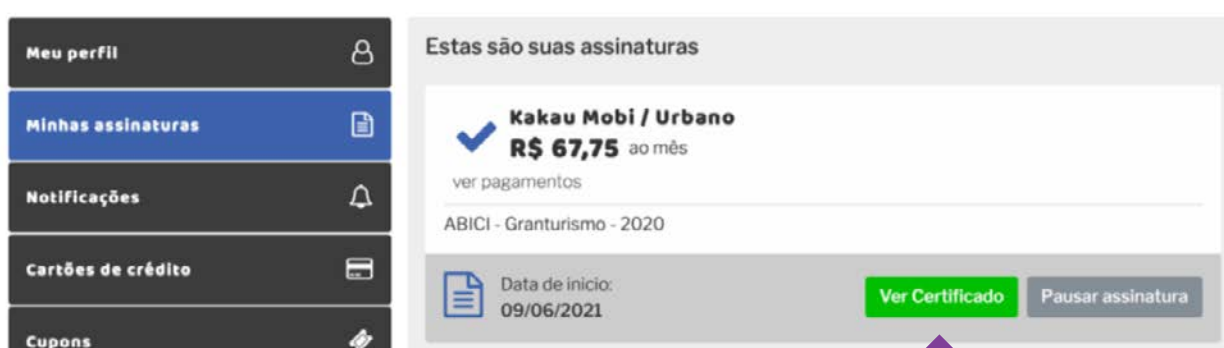 Meu perfil
Minhas assinaturas
Notificações
Cartões de crédito
Cupons
Estas são suas assinaturas
Kakau Mobi / Urbano
R$ 67,75 ao mês
ver pagamentos
ABICI - Granturismo - 2020
Data de inicio:
09/06/2021
Ver Certificado
Pausar assinatura